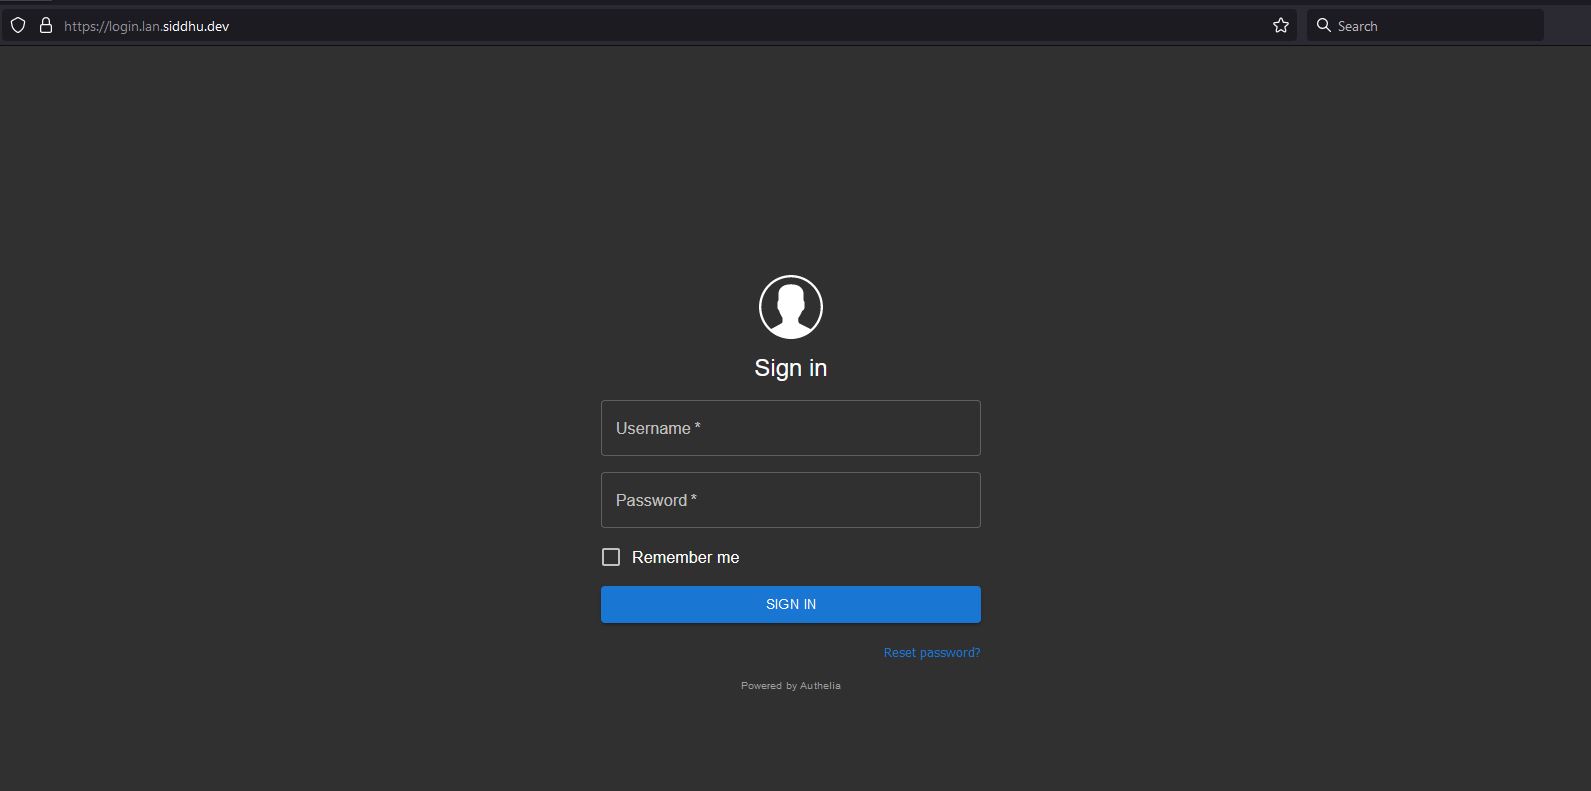 https://login.lan.siddhu.dev
Search
Sign in
Username *
Password *
Remember me
SIGN IN
Reset password?
Powered by Authelia